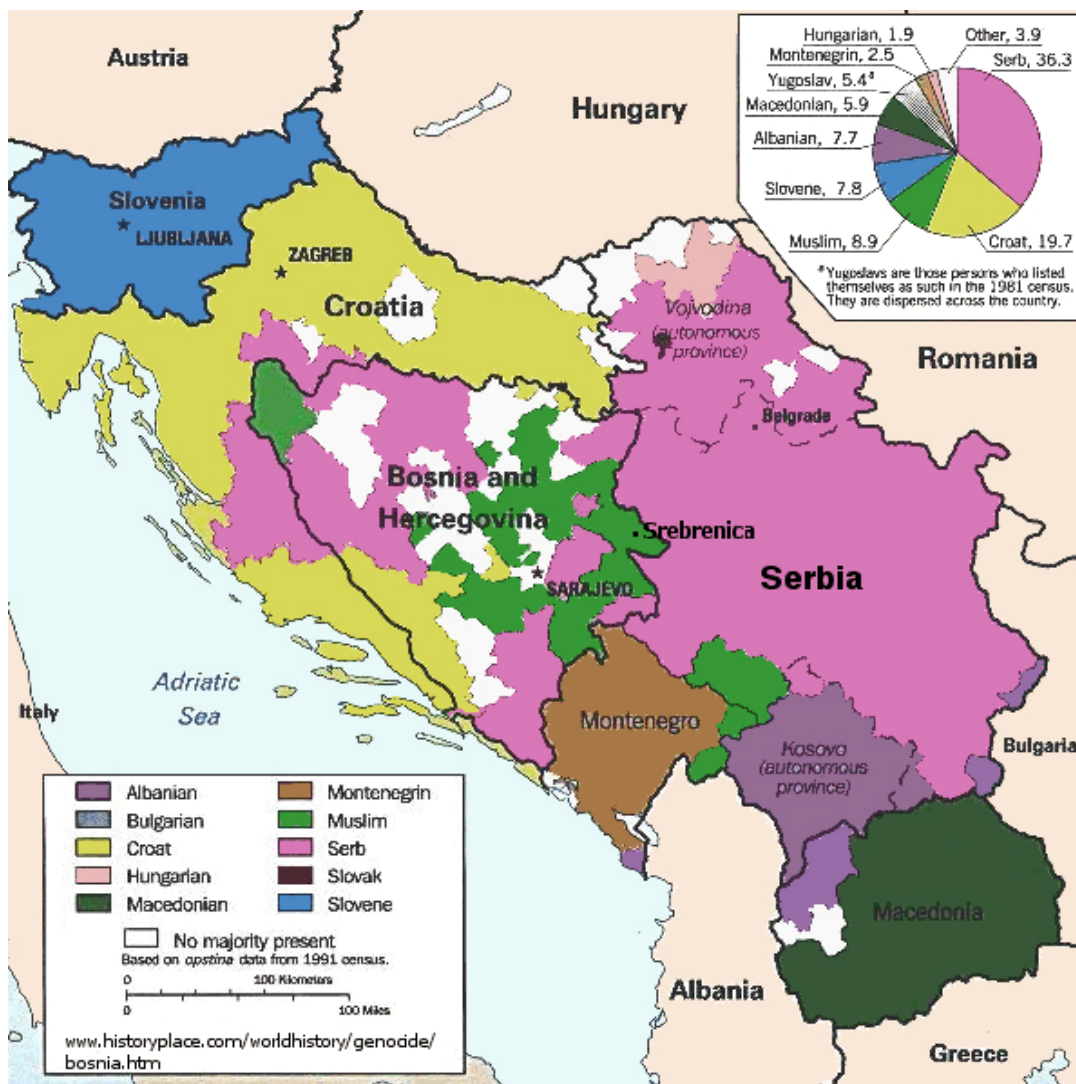 Austria
Hungary
Hungarian, 1.9
Other, 3.9
Montenegrin, 2.5
Serb, 36.3
Yugoslav, 5.4ª
Macedonian, 5.9
Albanian, 7.7
Slovene, 7.8
Muslim, 8.9
Croat, 19.7
ªYugoslavs are those persons who listed
themselves as such in the 1981 census.
They are dispersed across the country.
Slovenia
LJUBLJANA
ZAGREB
Croatia
Vojvodina
(autonomous
province)
Romania
Belgrade
Bosnia and
Hercegovina
Srebrenica
SARAJEVO
Serbia
Adriatic
Sea
Italy
Montenegro
Kosovo
(autonomous
province)
Bulgaria
Macedonia
Albania
Greece
Albanian
Bulgarian
Croat
Hungarian
Macedonian
Montenegrin
Muslim
Serb
Slovak
Slovene
No majority present
Based on opstina data from 1991 census.
0 100 Kilometers
0 100 Miles
www.historyplace.com/worldhistory/genocide/
bosnia.htm